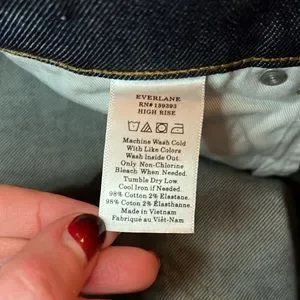 EVERLANE
RN# 139393
HIGH RISE
Machine Wash Cold
With Like Colors
Wash Inside Out.
Only Non-Chlorine
Bleach When Needed.
Tumble Dry Low.
Cool Iron if Needed.
98% Cotton 2% Elastane.
98% Coton 2% Élasthanne.
Made in Vietnam
Fabriqué au Viêt-Nam